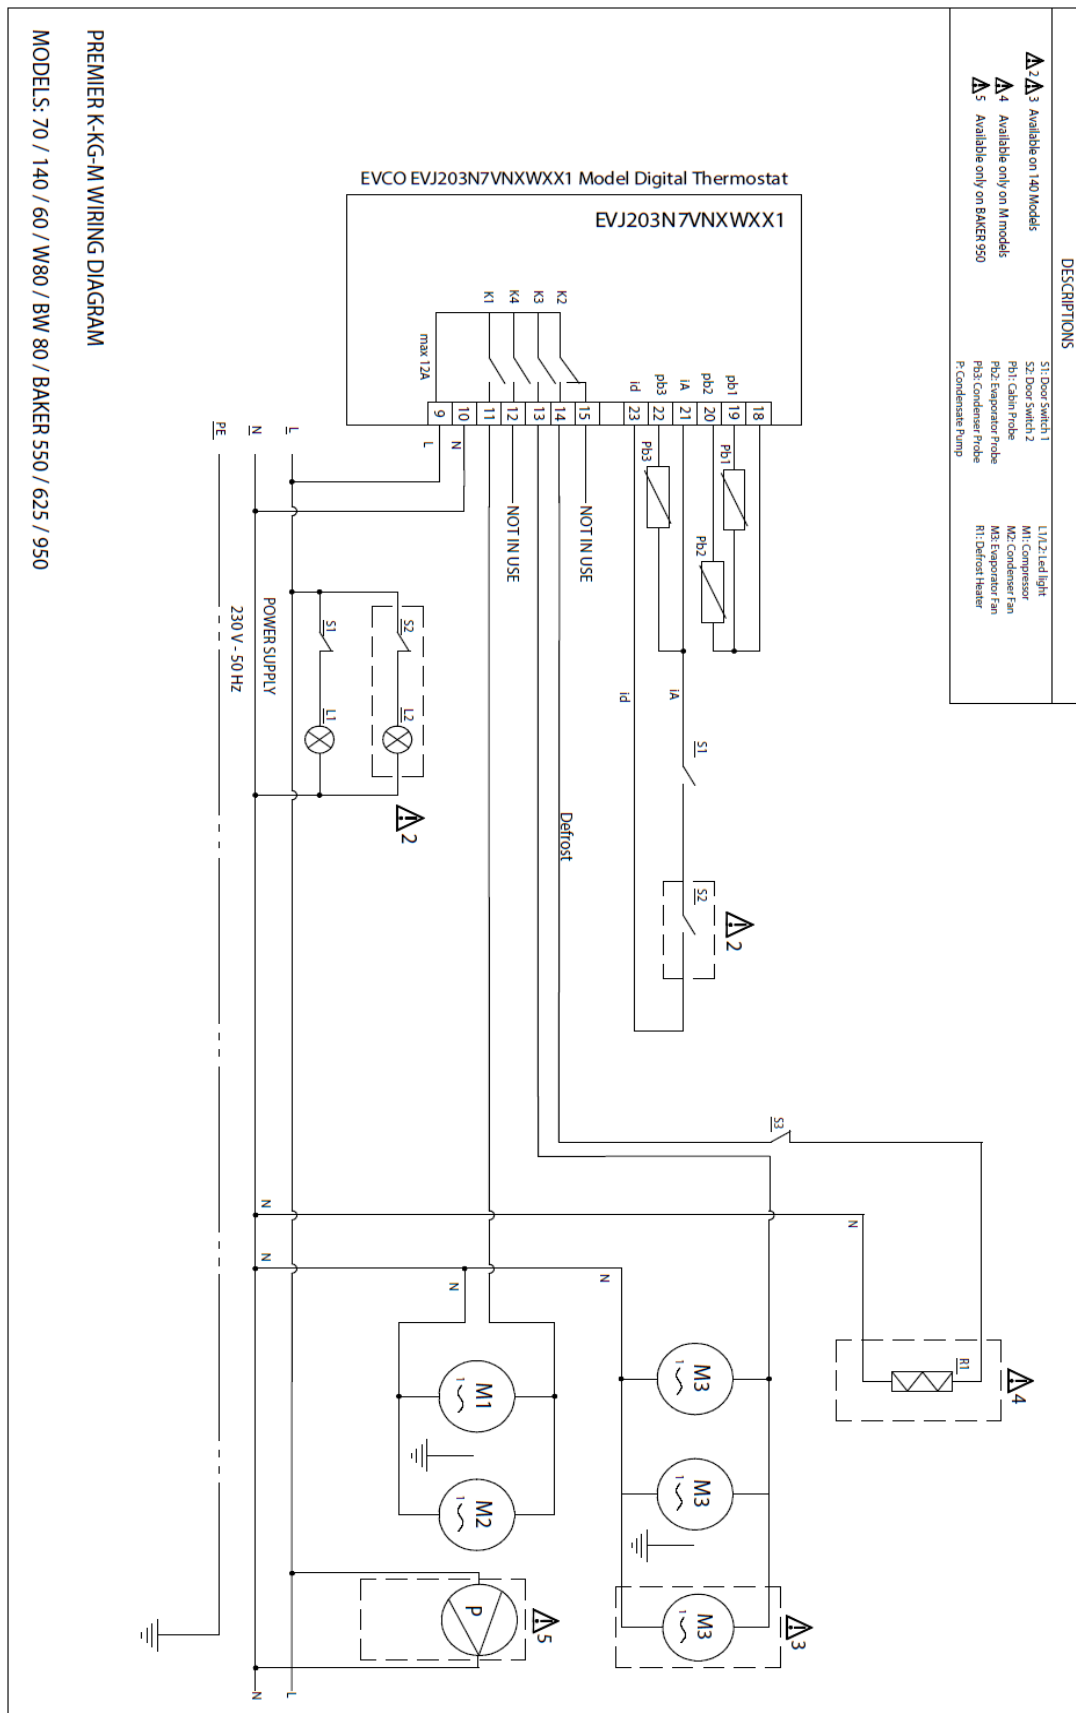 DESCRIPTIONS
2 3 Available on 140 Models
4 Available only on M models
5 Available only on BAKER 950
S1: Door Switch 1
S2: Door Switch 2
Pb1: Cabin Probe
Pb2: Evaporator Probe
Pb3: Condenser Probe
P: Condensate Pump
L1/L2: Led light
M1: Compressor
M2: Condenser Fan
M3: Evaporator Fan
R1: Defrost Heater
EVCO EVJ203N7VNXWXX1 Model Digital Thermostat
EVJ203N7VNXWXX1
K1
K4
K3
K2
max 12A
id
pb3
iA
pb2
pb1
9
10
11
12
13
14
15
23
22
21
20
19
18
L
N
NOT IN USE
NOT IN USE
Pb3
Pb1
Pb2
PE
N
L
POWER SUPPLY
230 V - 50 Hz
S1
L1
S2
L2
2
id
iA
S1
S2
2
Defrost
S3
N
N
N
N
N
R1
4
M1
1
M2
1
M3
1
M3
1
M3
1
3
P
5
N
L
PREMIER K-KG-M WIRING DIAGRAM
MODELS: 70 / 140 / 60 / W80 / BW 80 / BAKER 550 / 625 / 950